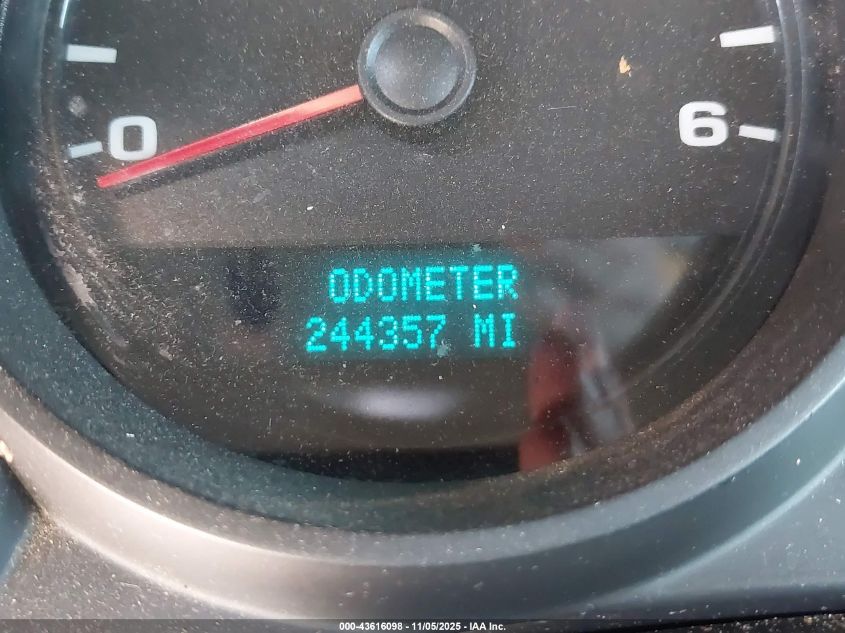 0 6
ODOMETER
244357 MI
000-43616098 - 11/05/2025 - IAA Inc.